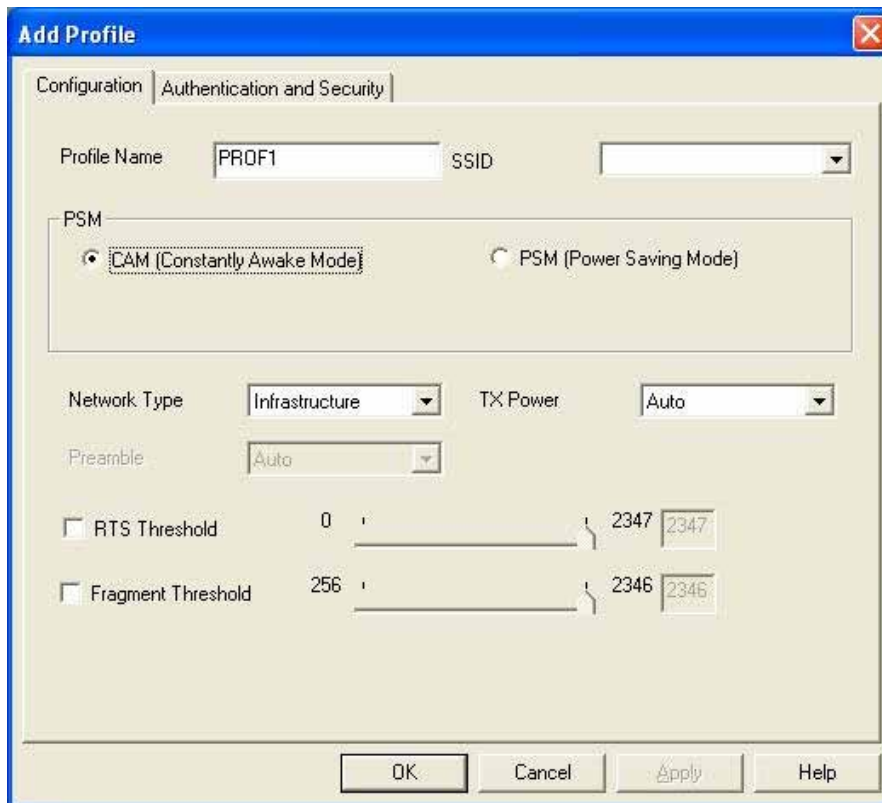 Add Profile
Configuration Authentication and Security
Profile Name PROF1 SSID
PSM
CAM (Constantly Awake Mode) PSM (Power Saving Mode)
Network Type Infrastructure TX Power Auto
Preamble Auto
RTS Threshold 0 2347 2347
Fragment Threshold 256 2346 2346
OK Cancel Apply Help